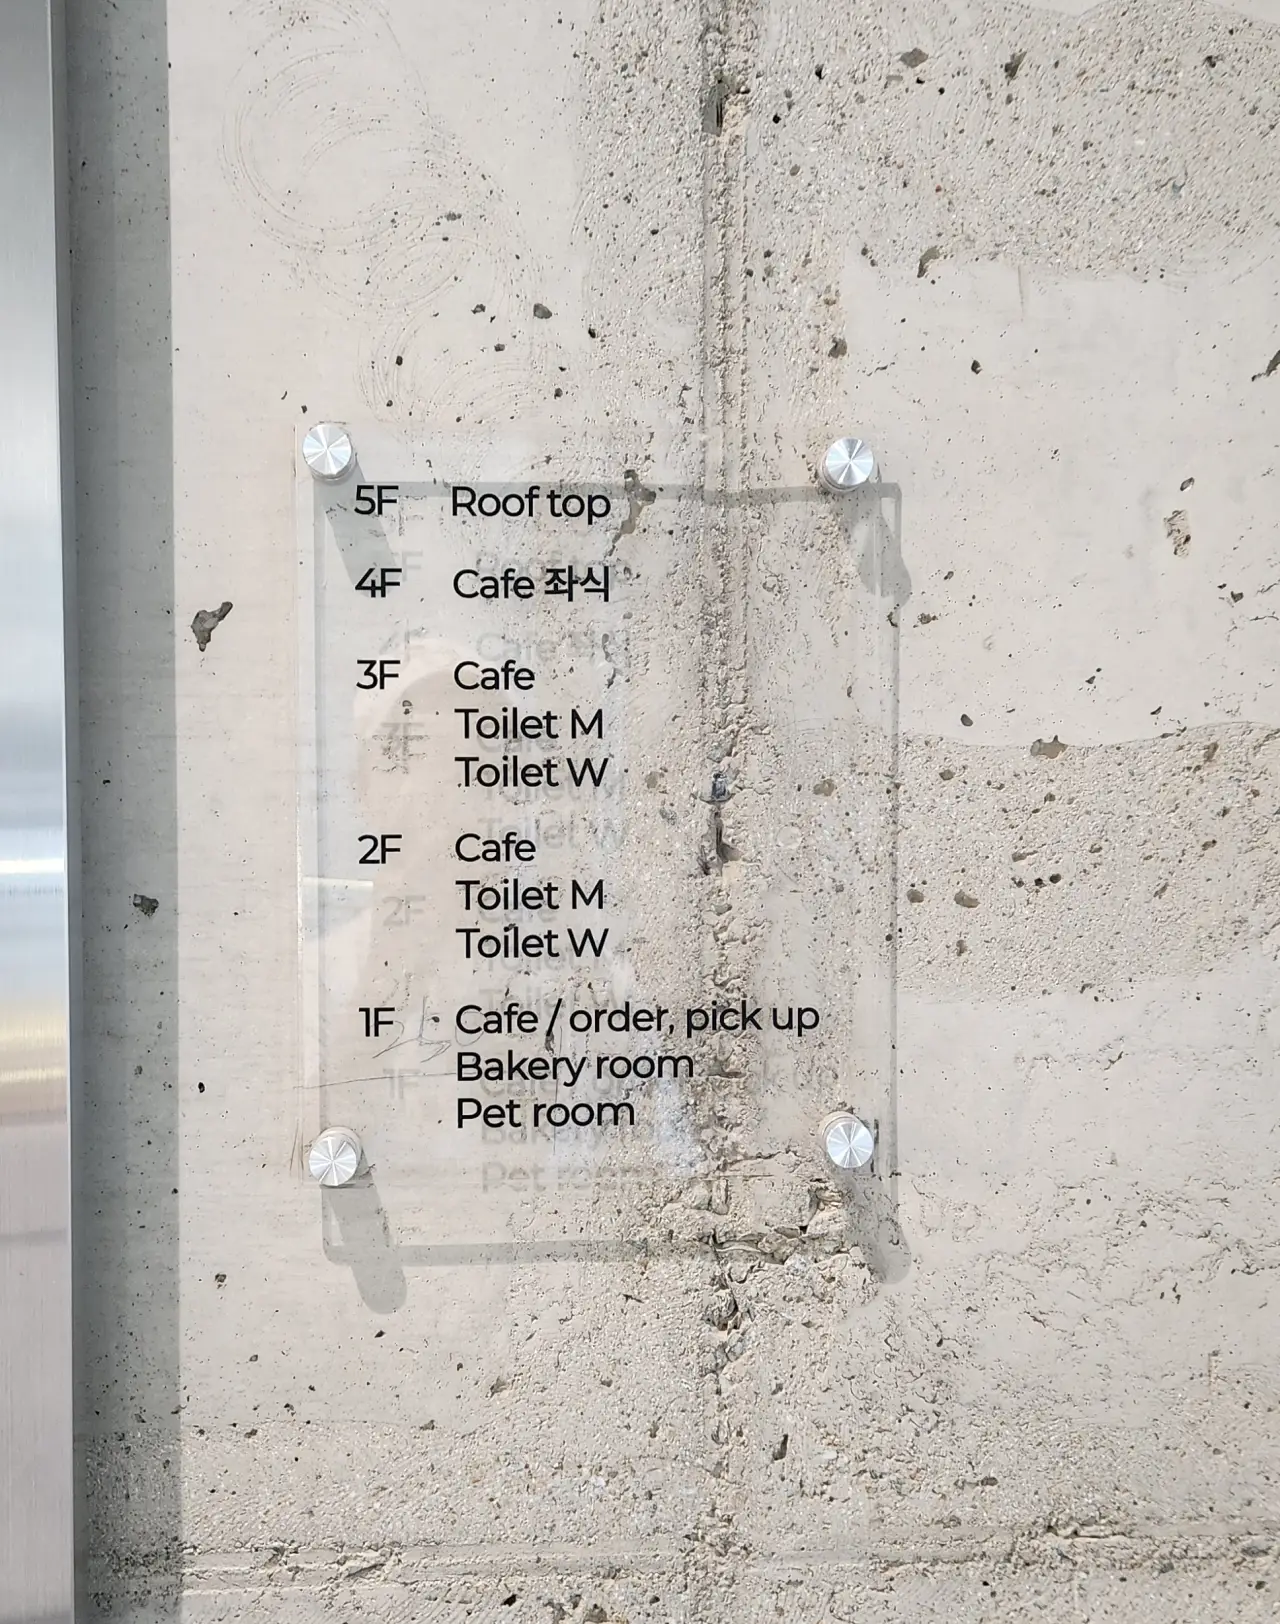 5F Roof top
4F Cafe 좌식
3F Cafe
Toilet M
Toilet W
2F Cafe
Toilet M
Toilet W
1F Cafe / order, pick up
Bakery room
Pet room